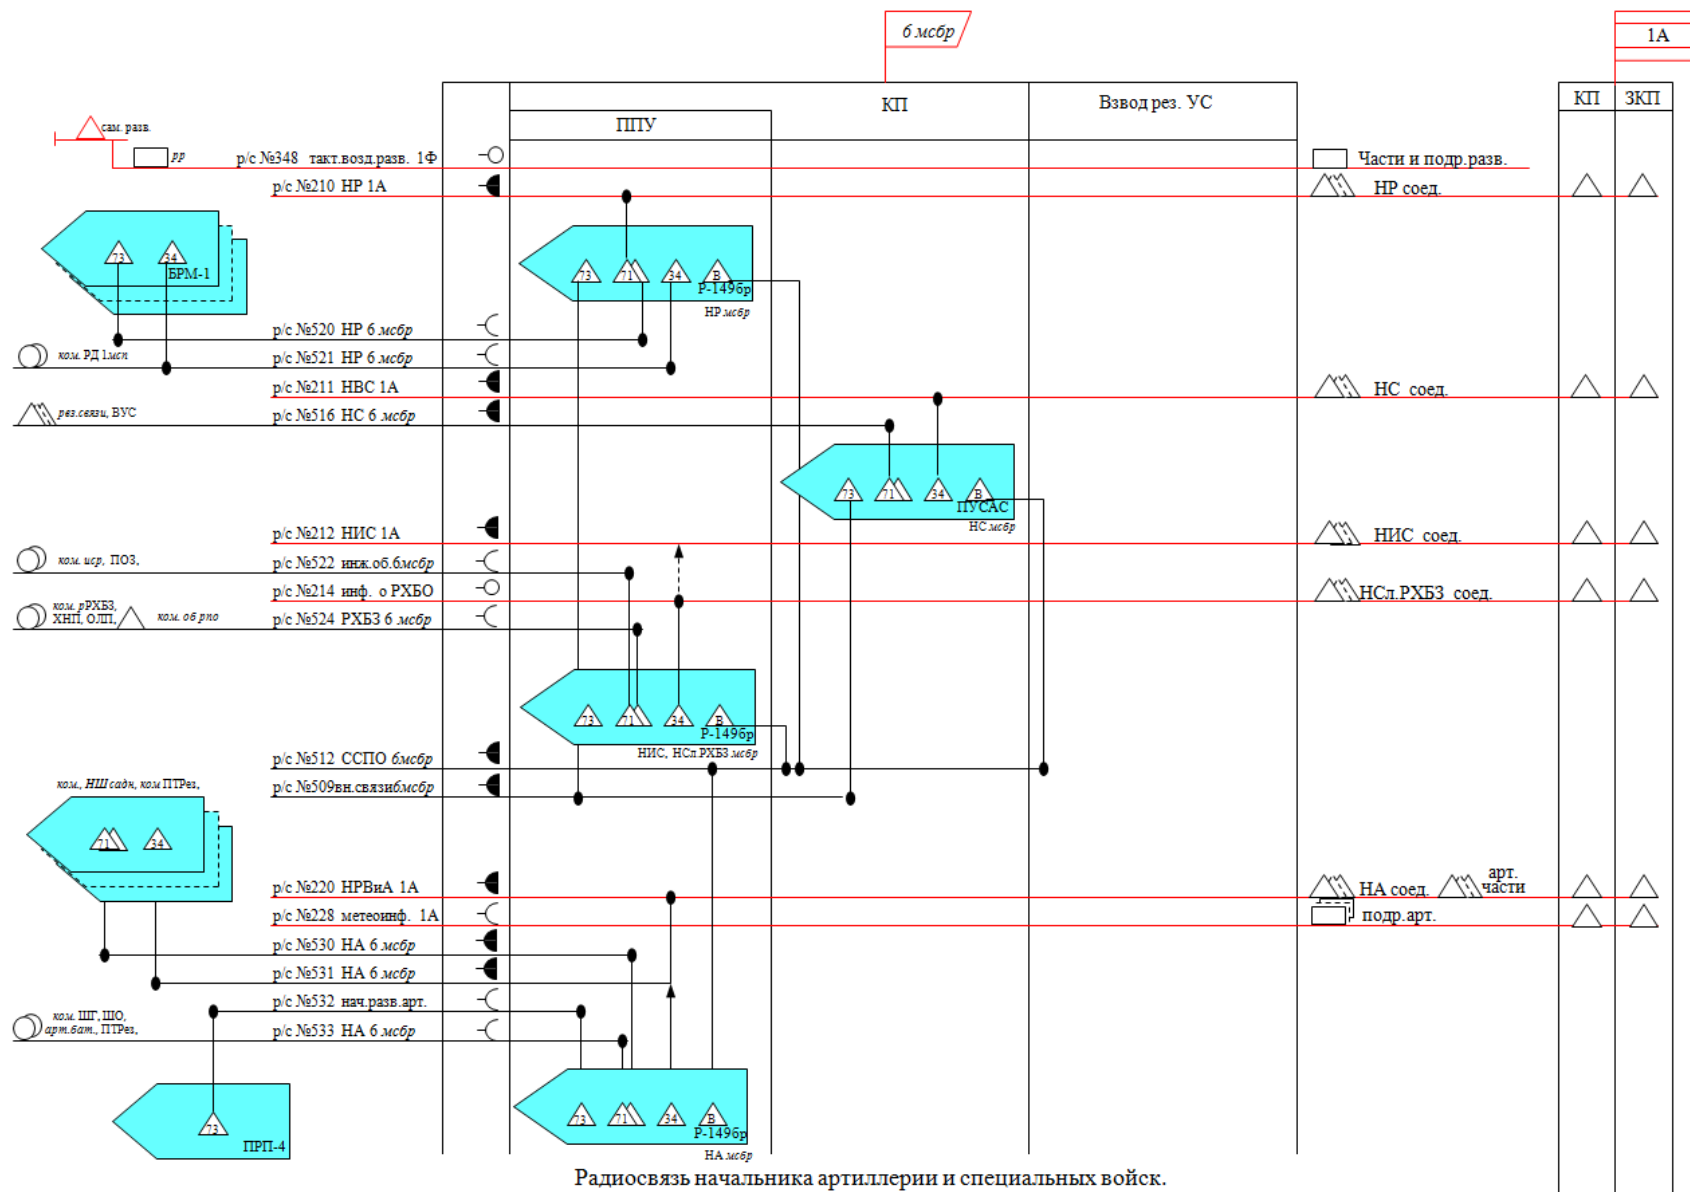 6 мсбр
1А
КП
Взвод рез. УС
КП
ЗКП
ППУ
сам. разв.
рр
р/с №348 такт.возд.разв. 1Ф
Части и подр.разв.
р/с №210 НР 1А
НР соед.
73
34
БРМ-1
73
71
34
В
Р-149бр
НР мсбр
р/с №520 НР 6 мсбр
ком. РД 1мсп
р/с №521 НР 6 мсбр
р/с №211 НВС 1А
НС соед.
рез.связи, ВУС
р/с №516 НС 6 мсбр
73
71
34
В
ПУСАС
НС мсбр
р/с №212 НИС 1А
НИС соед.
ком. иср, ПОЗ,
р/с №522 инж.об.6мсбр
р/с №214 инф. о РХБО
НСл.РХБЗ соед.
ком. рРХБЗ,
ХНП, ОЛП,
ком. об рпо
р/с №524 РХБЗ 6 мсбр
73
71
34
В
Р-149бр
НИС, НСл.РХБЗ мсбр
р/с №512 ССПО 6мсбр
ком., НШ садн, ком ПТРез,
р/с №509вн.связи6мсбр
71
34
р/с №220 НРВиА 1А
НА соед.
арт.
части
р/с №228 метеоинф. 1А
подр.арт.
р/с №530 НА 6 мсбр
р/с №531 НА 6 мсбр
р/с №532 нач.разв.арт.
ком. ШГ, ШО,
арт.бат., ПТРез,
р/с №533 НА 6 мсбр
73
ПРП-4
73
71
34
В
Р-149бр
НА мсбр
Радиосвязь начальника артиллерии и специальных войск.